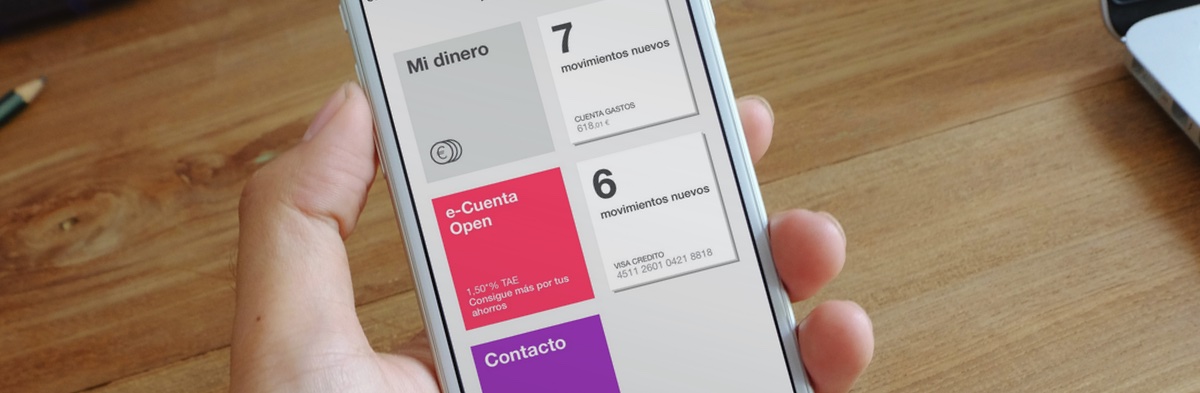 Mi dinero
€
7
movimientos nuevos
CUENTA GASTOS
618,01 €
e-Cuenta
Open
1,50*% TAE
Consigue más por tus
ahorros
6
movimientos nuevos
VISA CREDITO
4511 2601 0421 8818
Contacto